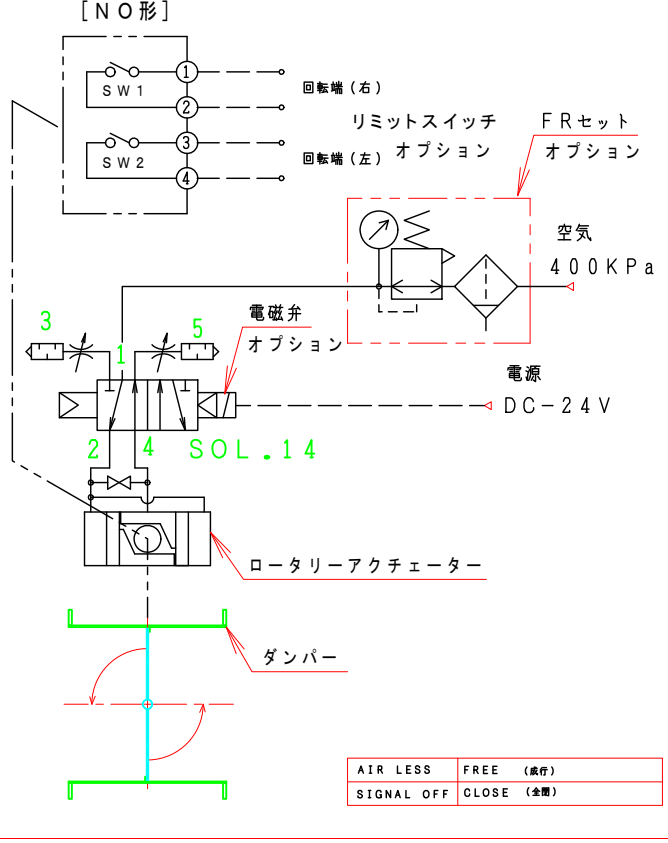 [NO形]
① 回転端(右)
SW1
②
③ 回転端(左)
SW2
④
リミットスイッチ
オプション
FRセット
オプション
空気
400KPa
電磁弁
オプション
3
1
5
電源
DC-24V
2
4
SOL.14
ロータリーアクチェーター
ダンパー
AIR LESS FREE (成行)
SIGNAL OFF CLOSE (全閉)